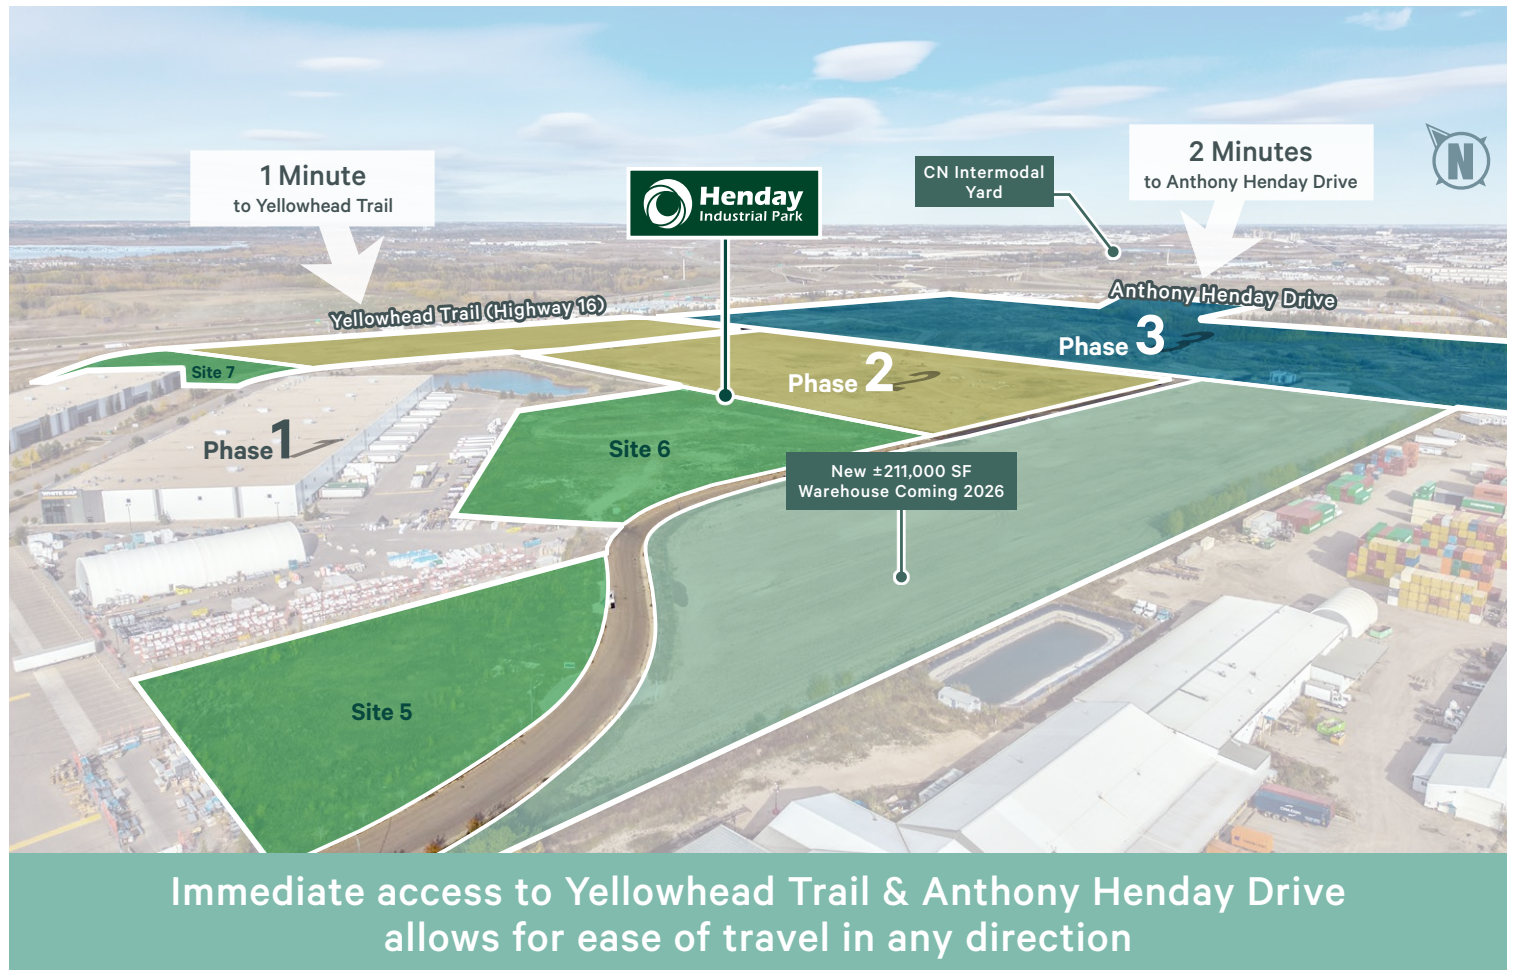 1 Minute
to Yellowhead Trail
Henday
Industrial Park
CN Intermodal
Yard
2 Minutes
to Anthony Henday Drive
N
Yellowhead Trail (Highway 16)
Anthony Henday Drive
Phase 3
Phase 2
Site 7
Phase 1
Site 6
New ±211,000 SF
Warehouse Coming 2026
WHITE CAP
Site 5
Immediate access to Yellowhead Trail & Anthony Henday Drive
allows for ease of travel in any direction